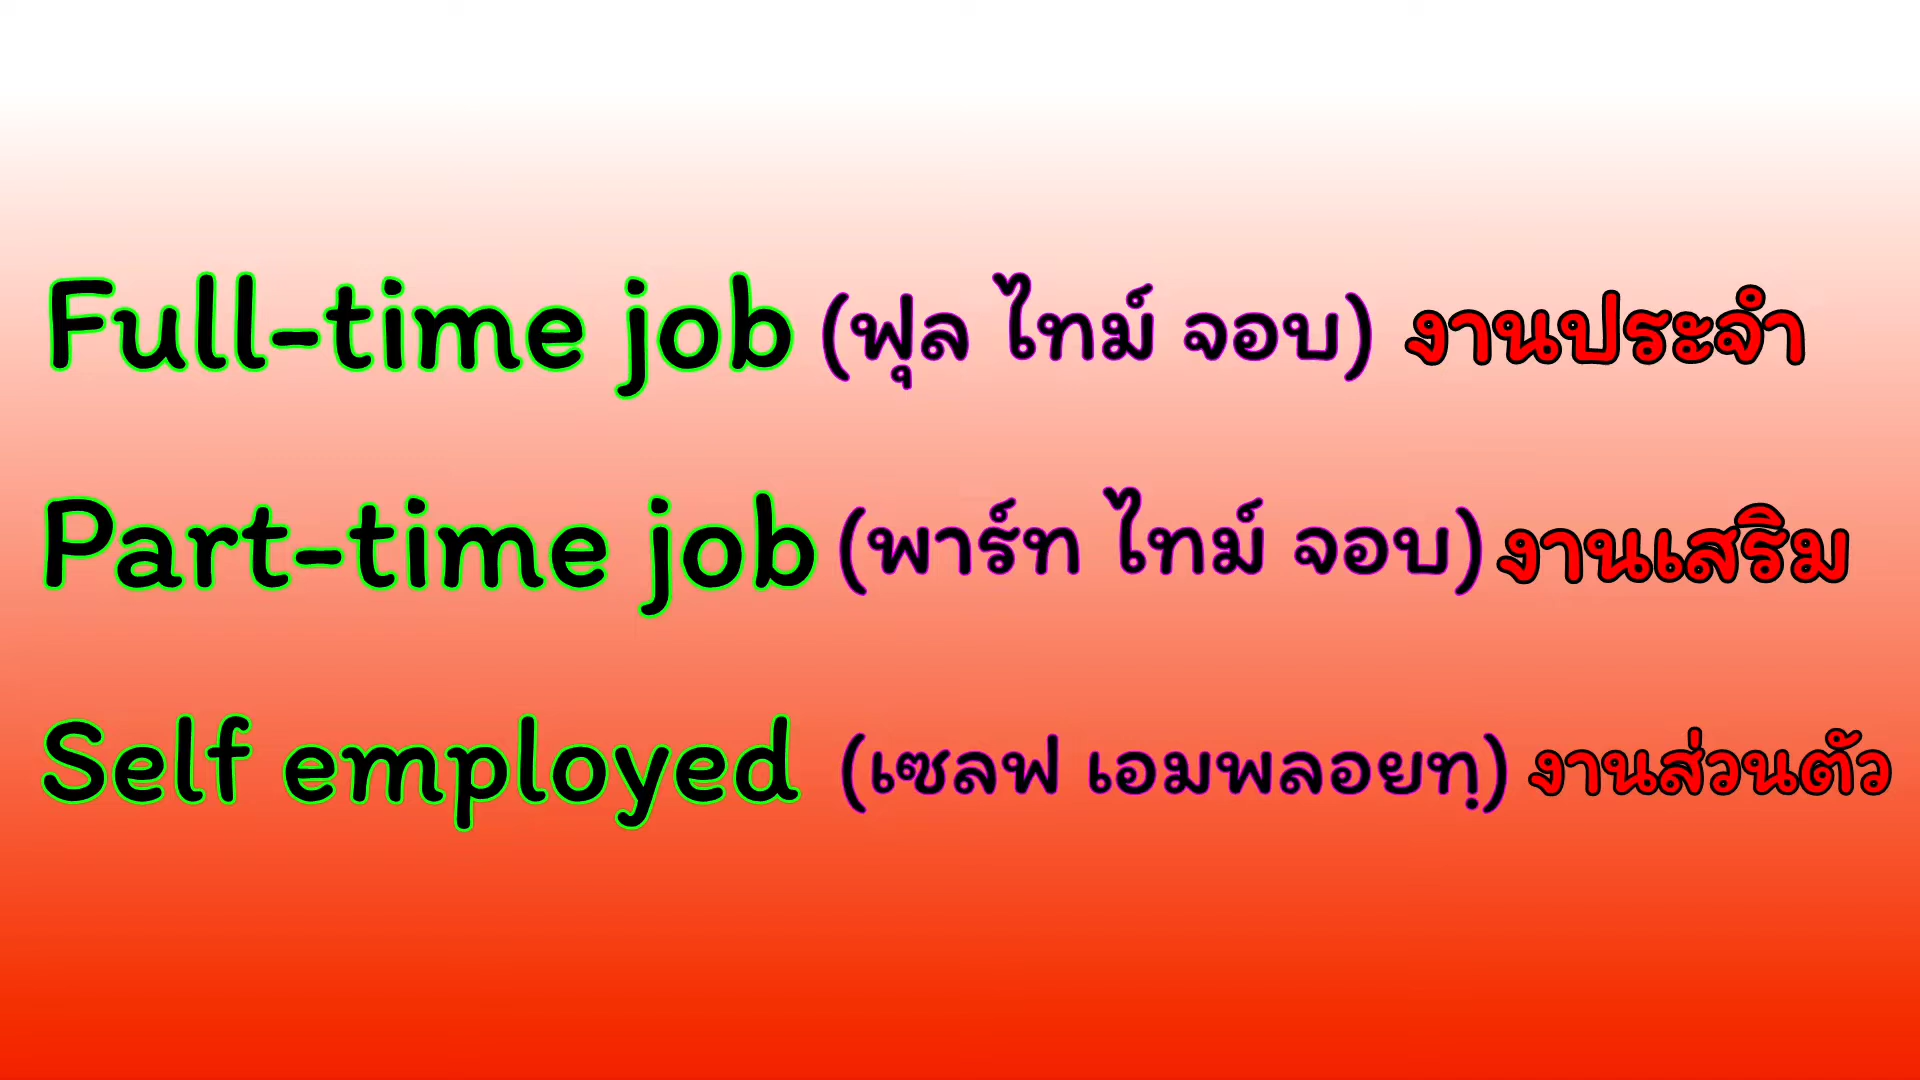 Full-time job (ฟุล ไทม์ จอบ) งานประจำ
Part-time job (พาร์ท ไทม์ จอบ) งานเสริม
Self employed (เซลฟ เอมพลอยทฺ) งานส่วนตัว